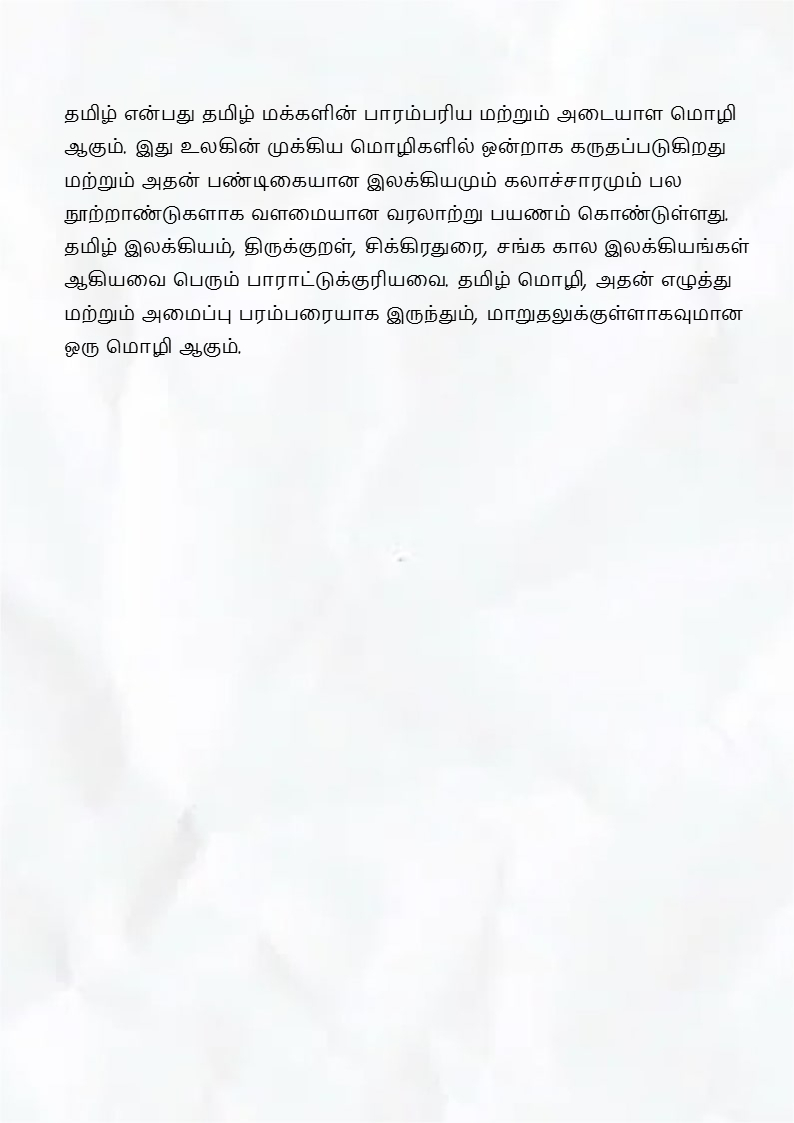 தமிழ் என்பது தமிழ் மக்களின் பாரம்பரிய மற்றும் அடையாள மொழி
ஆகும். இது உலகின் முக்கிய மொழிகளில் ஒன்றாக கருதப்படுகிறது
மற்றும் அதன் பண்டிகையான இலக்கியமும் கலாச்சாரமும் பல
நூற்றாண்டுகளாக வளமையான வரலாற்று பயணம் கொண்டுள்ளது.
தமிழ் இலக்கியம், திருக்குறள், சிக்கிரதுரை, சங்க கால இலக்கியங்கள்
ஆகியவை பெரும் பாராட்டுக்குரியவை. தமிழ் மொழி, அதன் எழுத்து
மற்றும் அமைப்பு பரம்பரையாக இருந்தும், மாறுதலுக்குள்ளாகவுமான
ஒரு மொழி ஆகும்.